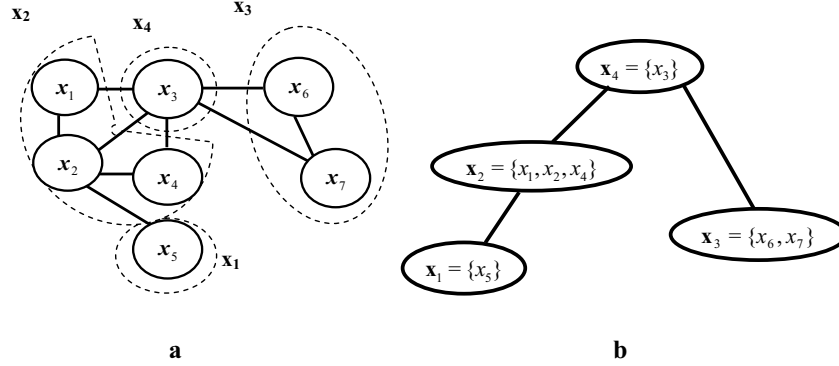 x₂
x₄
x₃
x₁
x₃
x₆
x₂
x₄
x₇
x₅
x₁
a
x₄ = {x₃}
x₂ = {x₁, x₂, x₄}
x₃ = {x₆, x₇}
x₁ = {x₅}
b